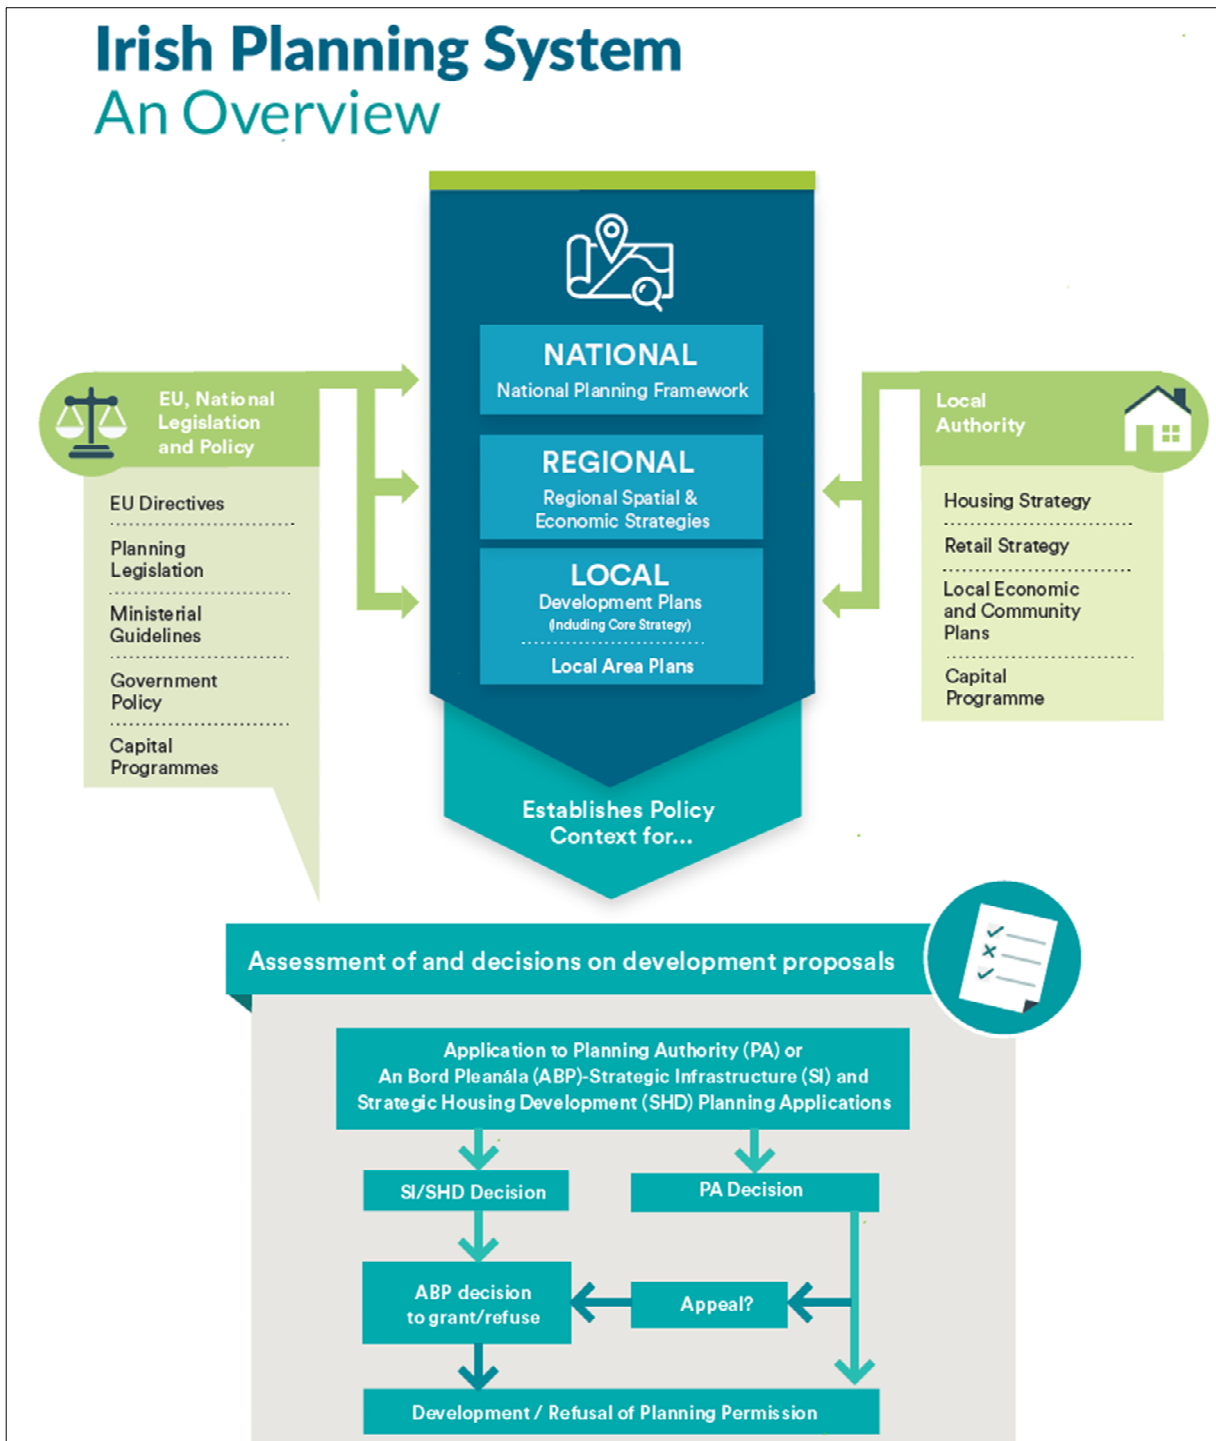 Irish Planning System
An Overview
NATIONAL
National Planning Framework
REGIONAL
Regional Spatial &
Economic Strategies
LOCAL
Development Plans
(Including Core Strategy)
Local Area Plans
EU, National
Legislation
and Policy
EU Directives
Planning
Legislation
Ministerial
Guidelines
Government
Policy
Capital
Programmes
Local
Authority
Housing Strategy
Retail Strategy
Local Economic
and Community
Plans
Capital
Programme
Establishes Policy
Context for...
Assessment of and decisions on development proposals
Application to Planning Authority (PA) or
An Bord Pleanála (ABP)-Strategic Infrastructure (SI) and
Strategic Housing Development (SHD) Planning Applications
SI/SHD Decision
PA Decision
ABP decision
to grant/refuse
Appeal?
Development / Refusal of Planning Permission